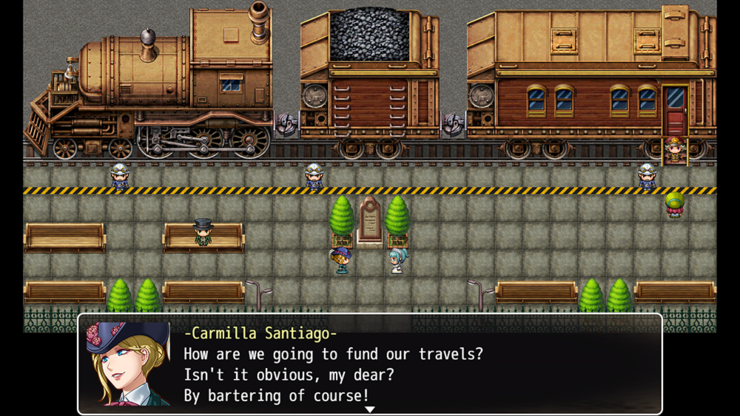 -Carmilla Santiago-
How are we going to fund our travels?
Isn't it obvious, my dear?
By bartering of course!